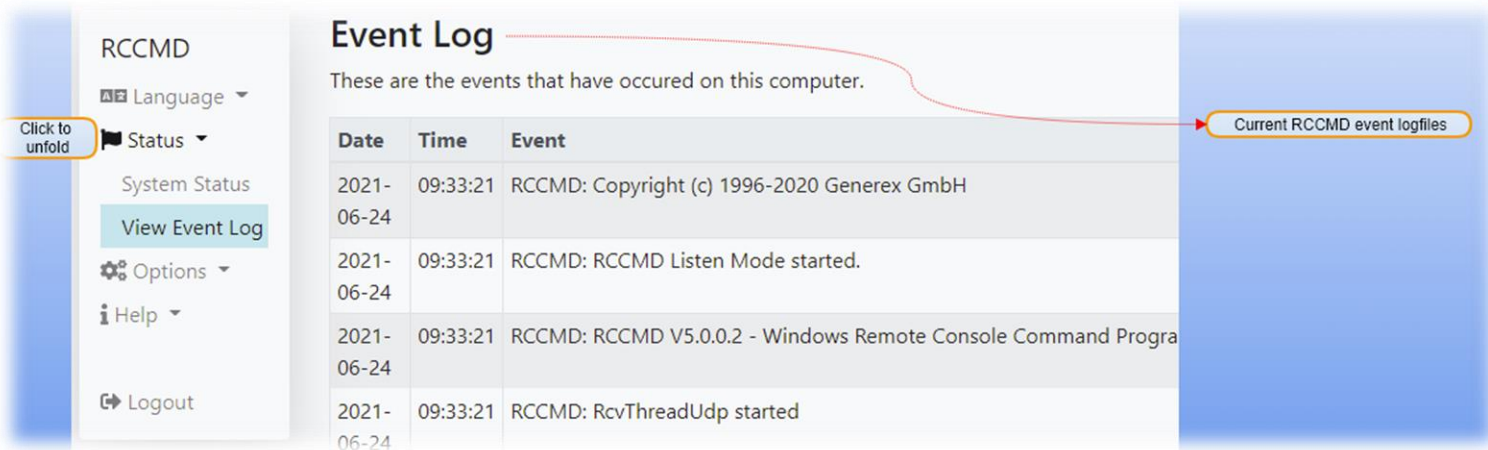 RCCMD
Language
Click to
unfold
Status
System Status
View Event Log
Options
Help
Logout
Event Log
These are the events that have occured on this computer.
Date Time Event
2021- 09:33:21 RCCMD: Copyright (c) 1996-2020 Generex GmbH
06-24
2021- 09:33:21 RCCMD: RCCMD Listen Mode started.
06-24
2021- 09:33:21 RCCMD: RCCMD V5.0.0.2 - Windows Remote Console Command Progra
06-24
2021- 09:33:21 RCCMD: RcvThreadUdp started
06-24
Current RCCMD event logfiles